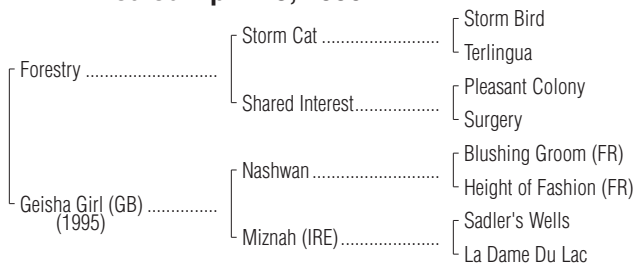 Storm Bird
Storm Cat ........................
Terlingua
Forestry ..........................
Pleasant Colony
Shared Interest.................
Surgery
Blushing Groom (FR)
Nashwan .........................
Height of Fashion (FR)
Geisha Girl (GB) ..............
(1995)
Sadler's Wells
Miznah (IRE)....................
La Dame Du Lac